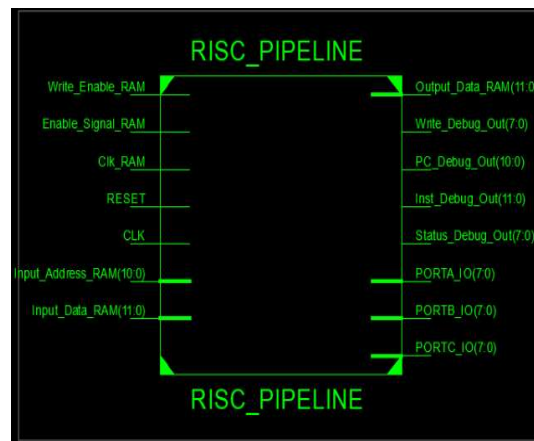 RISC_PIPELINE
Write_Enable_RAM
Enable_Signal_RAM
Clk_RAM
RESET
CLK
Input_Address_RAM(10:0)
Input_Data_RAM(11:0)
Output_Data_RAM(11:0
Write_Debug_Out(7:0)
PC_Debug_Out(10:0)
Inst_Debug_Out(11:0)
Status_Debug_Out(7:0)
PORTA_IO(7:0)
PORTB_IO(7:0)
PORTC_IO(7:0)
RISC_PIPELINE